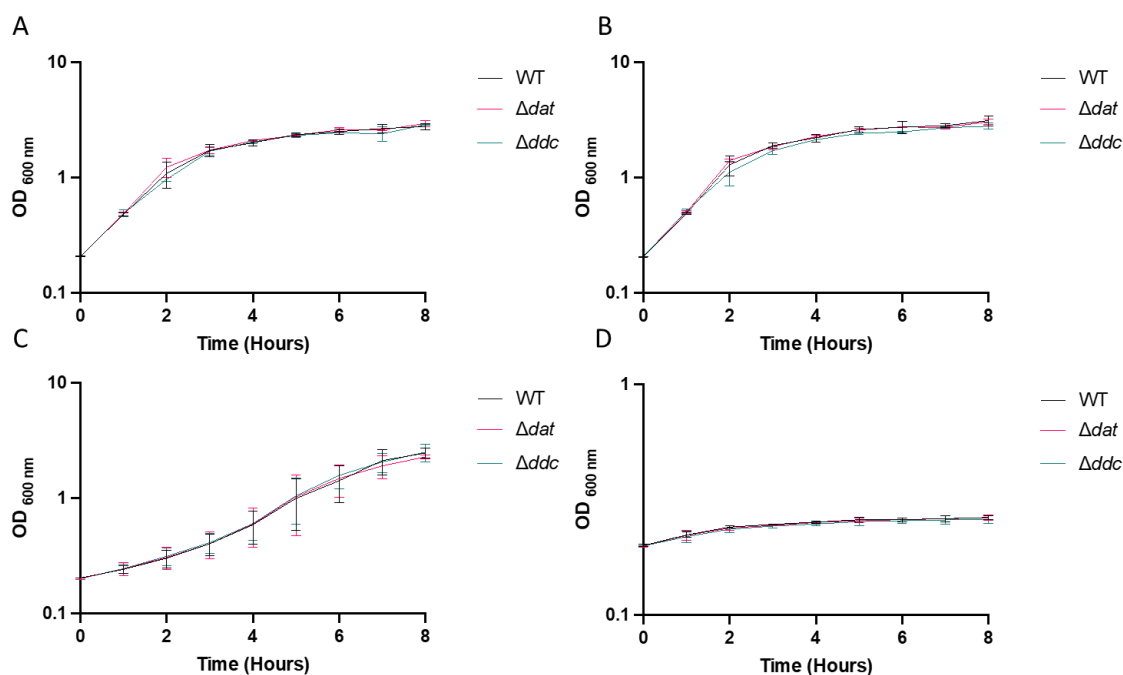 A
10
1
0.1
OD 600 nm
0 2 4 6 8
Time (Hours)
WT
Δdat
Δddc
B
10
1
0.1
OD 600 nm
0 2 4 6 8
Time (Hours)
WT
Δdat
Δddc
C
10
1
0.1
OD 600 nm
0 2 4 6 8
Time (Hours)
WT
Δdat
Δddc
D
1
0.1
OD 600 nm
0 2 4 6 8
Time (Hours)
WT
Δdat
Δddc